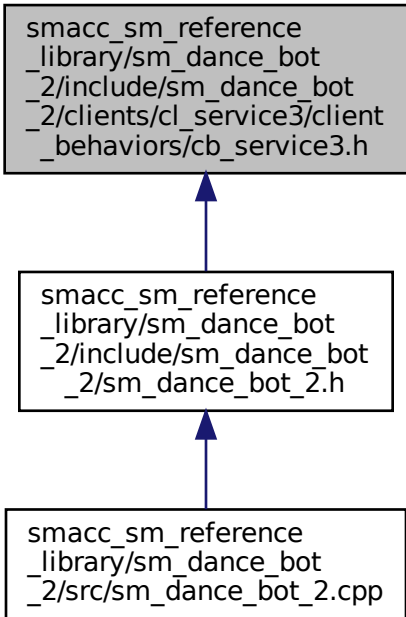 smacc_sm_reference
_library/sm_dance_bot
_2/include/sm_dance_bot
_2/clients/cl_service3/client
_behaviors/cb_service3.h
smacc_sm_reference
_library/sm_dance_bot
_2/include/sm_dance_bot
_2/sm_dance_bot_2.h
smacc_sm_reference
_library/sm_dance_bot
_2/src/sm_dance_bot_2.cpp